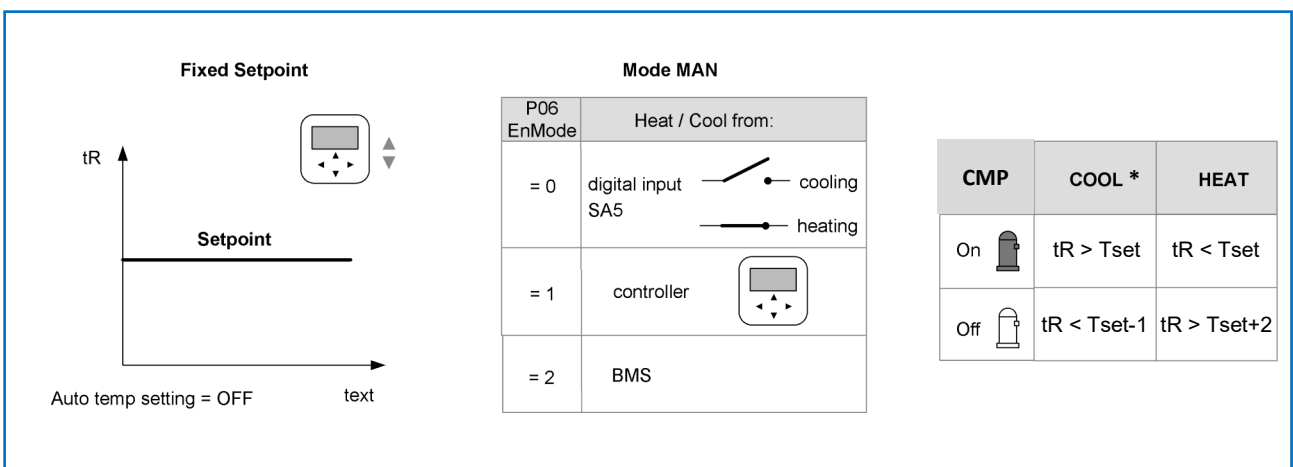 Fixed Setpoint
tR
Setpoint
Auto temp setting = OFF
text
Mode MAN
P06
EnMode
Heat / Cool from:
= 0
digital input
SA5
cooling
heating
= 1
controller
= 2
BMS
CMP
COOL *
HEAT
On
tR > Tset
tR < Tset
Off
tR < Tset-1
tR > Tset+2